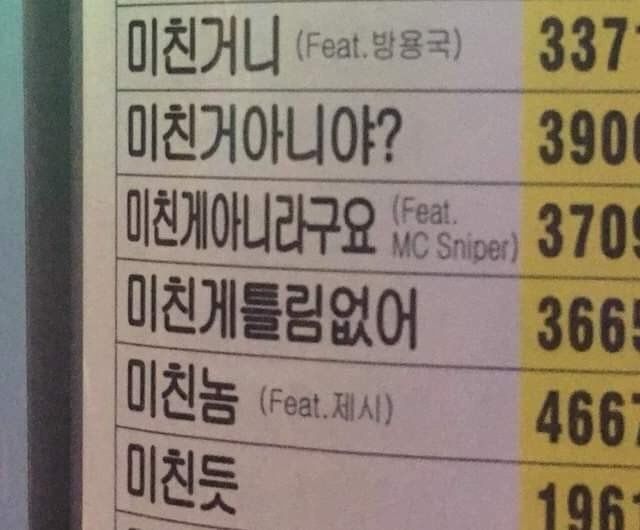 미친거니 (Feat.방용국) 337
미친거아니야? 390
미친게아니라구요 (Feat.
MC Sniper) 3709
미친게틀림없어 366
미친놈 (Feat.제시) 466
미친듯 196